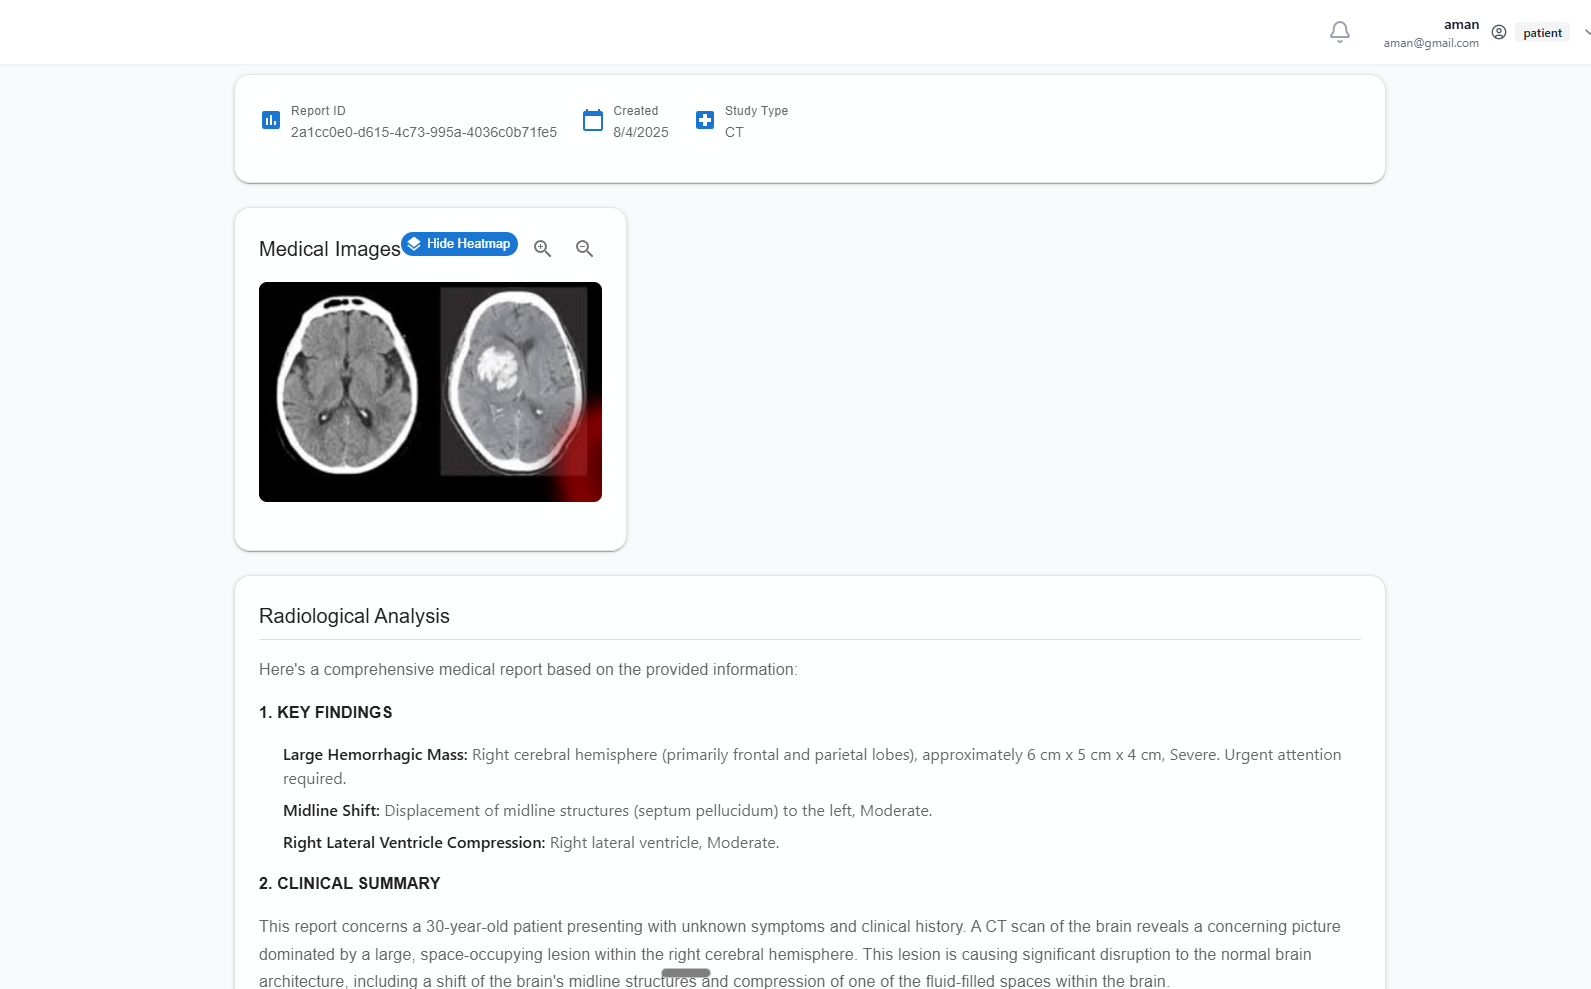 aman
aman@gmail.com
patient
Report ID
2a1cc0e0-d615-4c73-995a-4036c0b71fe5
Created
8/4/2025
Study Type
CT
Medical Images
Hide Heatmap
Radiological Analysis
Here's a comprehensive medical report based on the provided information:
1. KEY FINDINGS
Large Hemorrhagic Mass: Right cerebral hemisphere (primarily frontal and parietal lobes), approximately 6 cm x 5 cm x 4 cm, Severe. Urgent attention
required.
Midline Shift: Displacement of midline structures (septum pellucidum) to the left, Moderate.
Right Lateral Ventricle Compression: Right lateral ventricle, Moderate.
2. CLINICAL SUMMARY
This report concerns a 30-year-old patient presenting with unknown symptoms and clinical history. A CT scan of the brain reveals a concerning picture
dominated by a large, space-occupying lesion within the right cerebral hemisphere. This lesion is causing significant disruption to the normal brain
architecture, including a shift of the brain's midline structures and compression of one of the fluid-filled spaces within the brain.